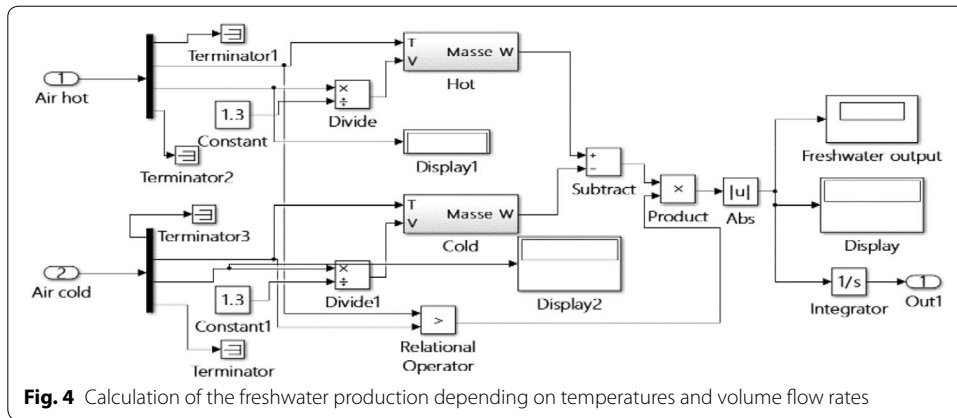 Terminator1
1
Air hot
T
V
Masse W
Hot
×
÷
Divide
1.3
Constant
Terminator2
Display1
Freshwater output
+
−
Subtract
×
Product
|u|
Abs
Display
Terminator3
T
V
Masse W
Cold
2
Air cold
×
÷
Divide1
1.3
Constant1
Display2
1/s
Integrator
1
Out1
>
Relational
Operator
Terminator
Fig. 4 Calculation of the freshwater production depending on temperatures and volume flow rates